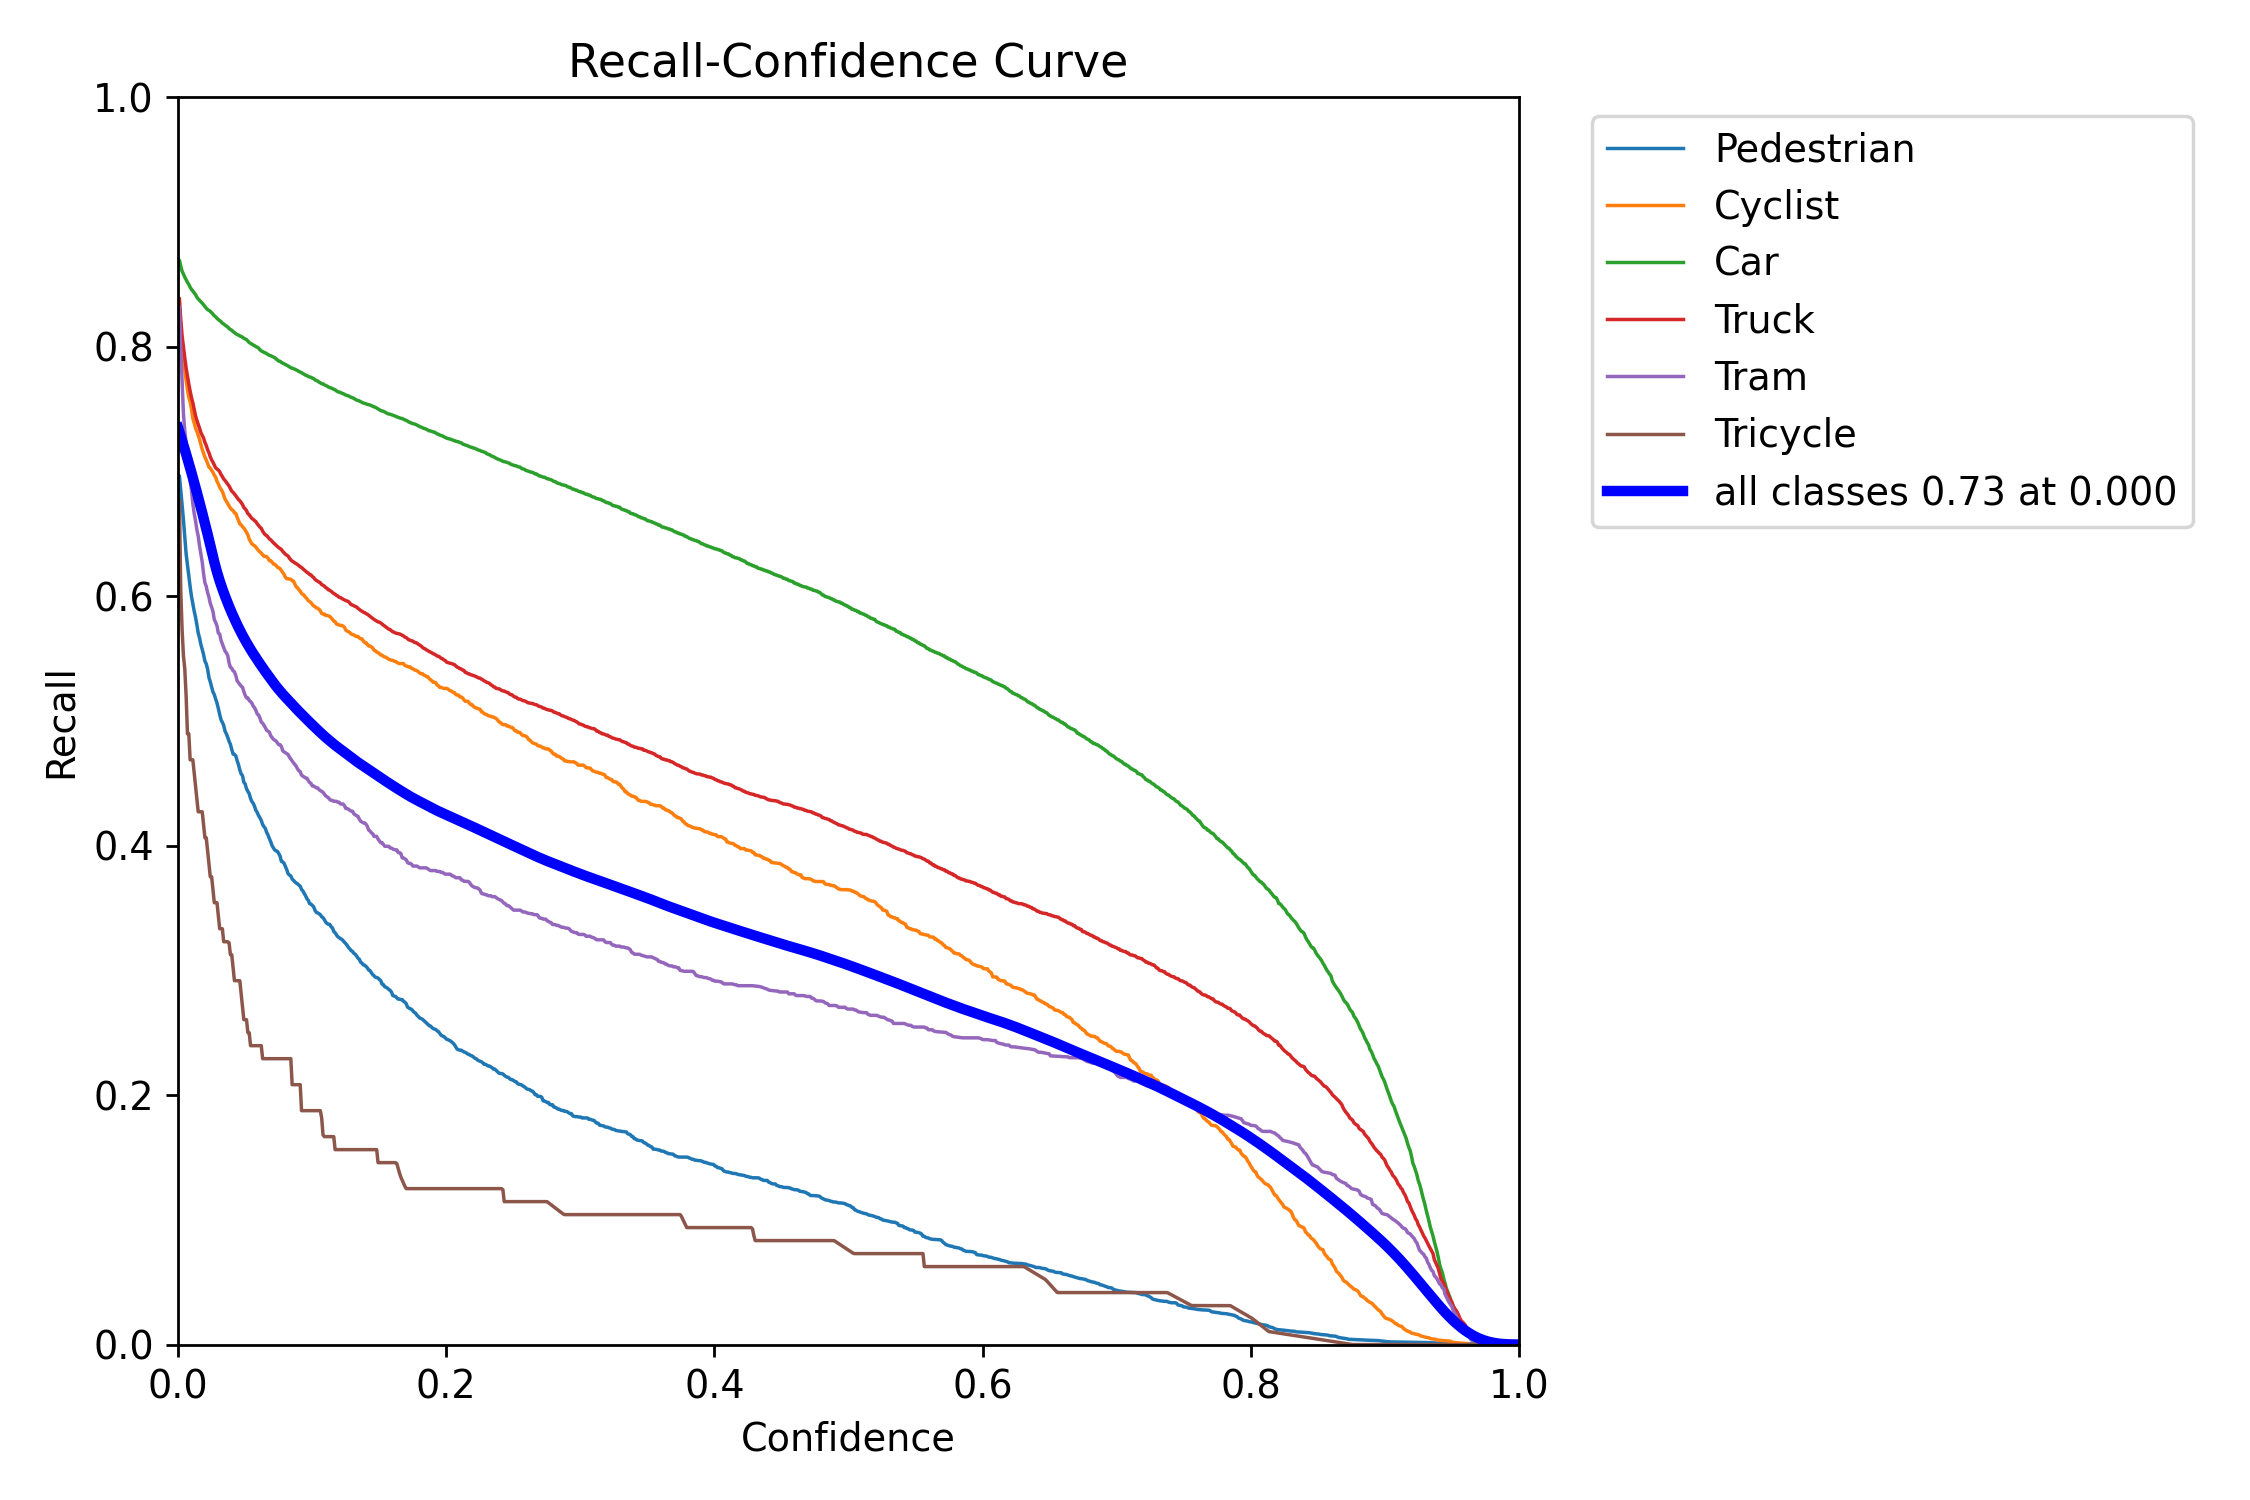 Recall-Confidence Curve
1.0
0.8
0.6
0.4
0.2
0.0
Recall
0.0 0.2 0.4 0.6 0.8 1.0
Confidence
Pedestrian
Cyclist
Car
Truck
Tram
Tricycle
all classes 0.73 at 0.000